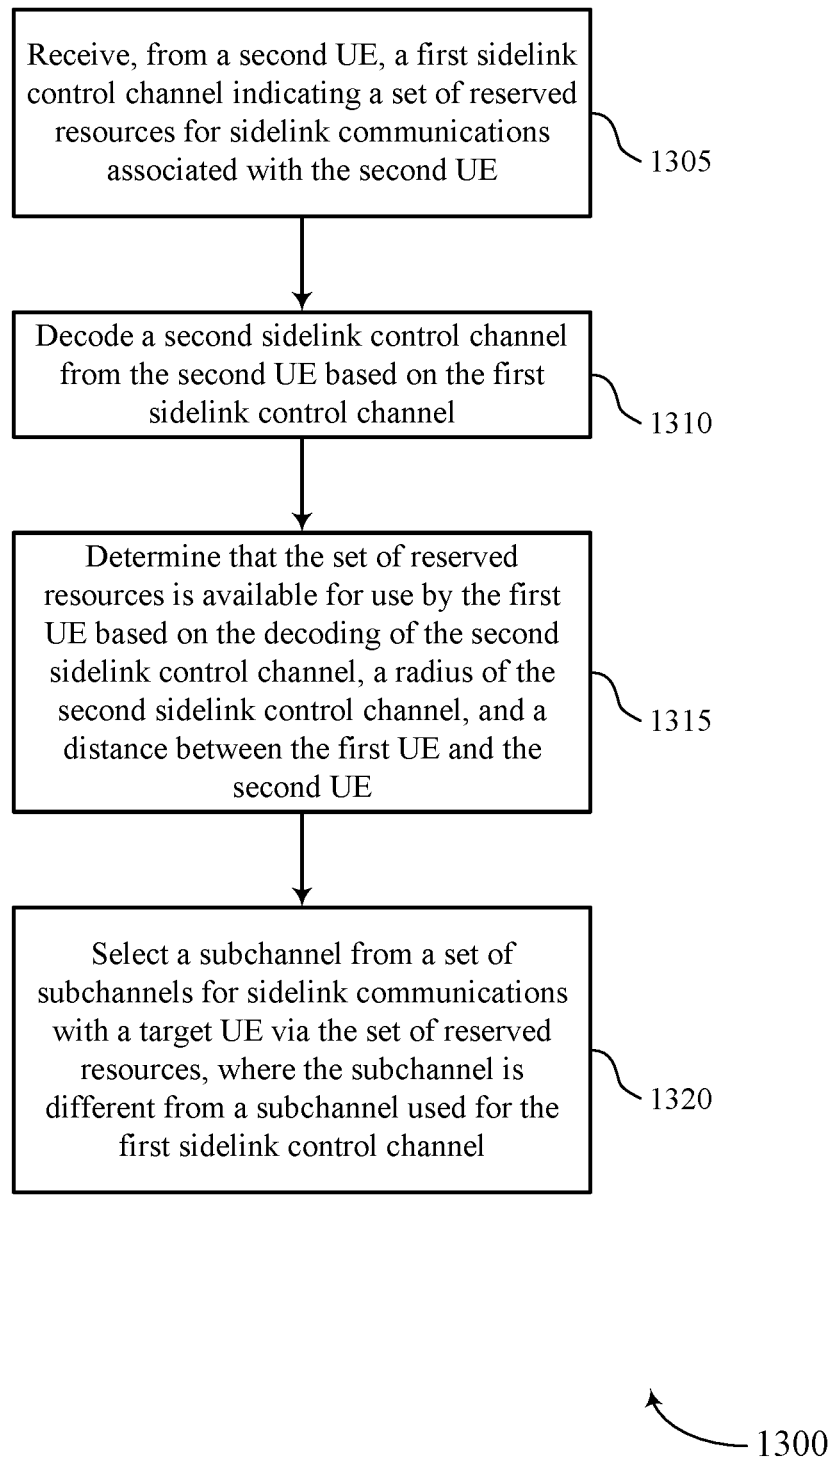 Receive, from a second UE, a first sidelink
control channel indicating a set of reserved
resources for sidelink communications
associated with the second UE
1305
Decode a second sidelink control channel
from the second UE based on the first
sidelink control channel
1310
Determine that the set of reserved
resources is available for use by the first
UE based on the decoding of the second
sidelink control channel, a radius of the
second sidelink control channel, and a
distance between the first UE and the
second UE
1315
Select a subchannel from a set of
subchannels for sidelink communications
with a target UE via the set of reserved
resources, where the subchannel is
different from a subchannel used for the
first sidelink control channel
1320
1300